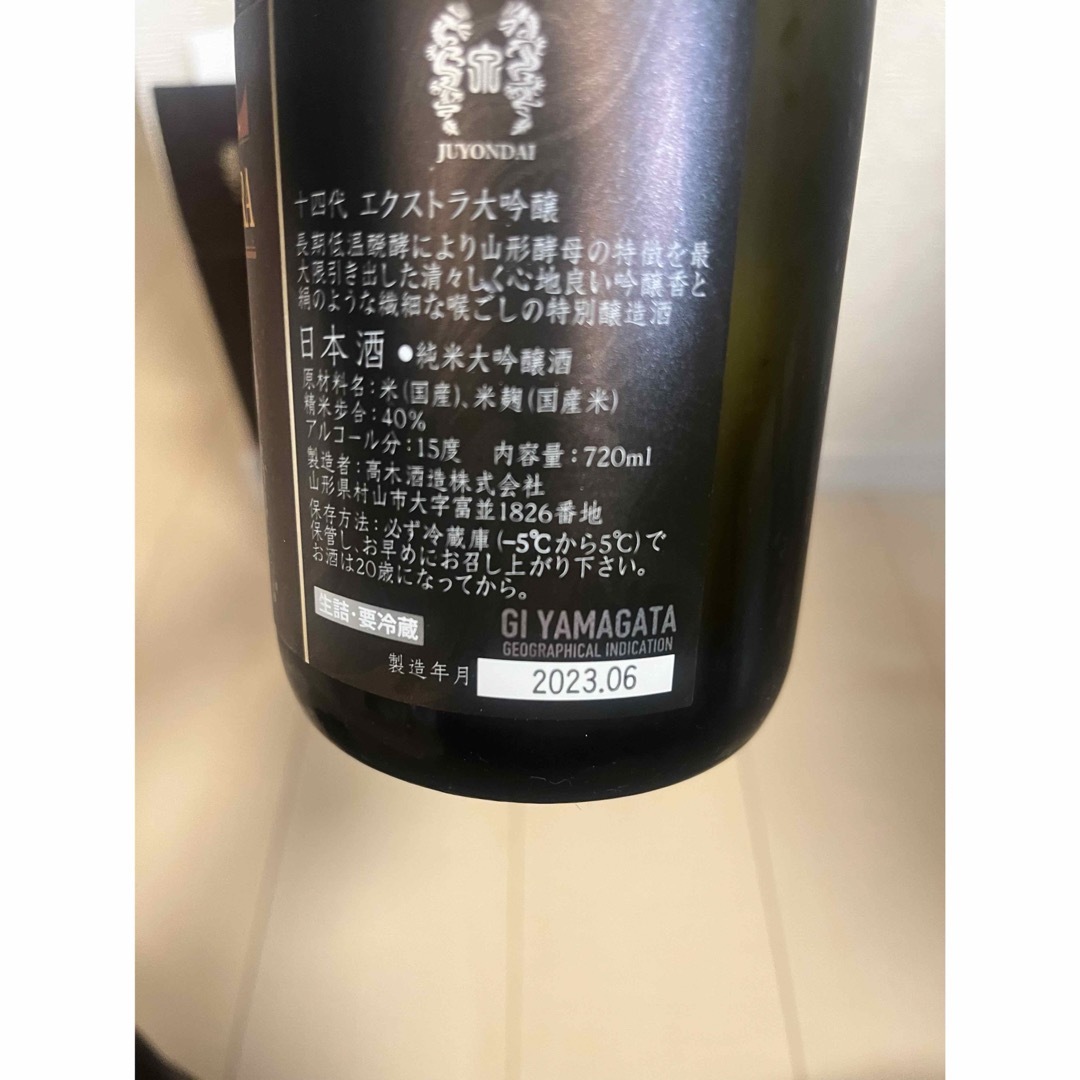 JUYONDAI
十四代 エクストラ大吟醸
長期低温醗酵により山形酵母の特徴を最
大限引き出した清々しく心地良い吟醸香と
絹のような繊細な喉ごしの特別醸造酒
日本酒 ●純米大吟醸酒
原材料名:米(国産)、米麹(国産米)
精米歩合:40%
アルコール分:15度 内容量:720ml
製造者:高木酒造株式会社
山形県村山市大字富並1826番地
保存方法:必ず冷蔵庫(-5℃から5℃)で
保管し、お早めにお召し上がり下さい。
お酒は20歳になってから。
生詰・要冷蔵
GI YAMAGATA
GEOGRAPHICAL INDICATION
製造年月 2023.06